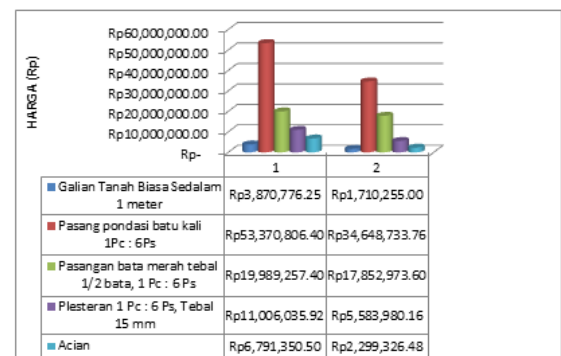 HARGA (Rp)
Rp60,000,000.00
Rp50,000,000.00
Rp40,000,000.00
Rp30,000,000.00
Rp20,000,000.00
Rp10,000,000.00
Rp-
1 2
Galian Tanah Biasa Sedalam
1 meter
Rp3,870,776.25 Rp1,710,255.00
Pasang pondasi batu kali
1Pc : 6Ps
Rp53,370,806.40 Rp34,648,733.76
Pasangan bata merah tebal
1/2 bata, 1 Pc : 6 Ps
Rp19,989,257.40 Rp17,852,973.60
Plesteran 1 Pc : 6 Ps, Tebal
15 mm
Rp11,006,035.92 Rp5,583,980.16
Acian Rp6,791,350.50 Rp2,299,326.48